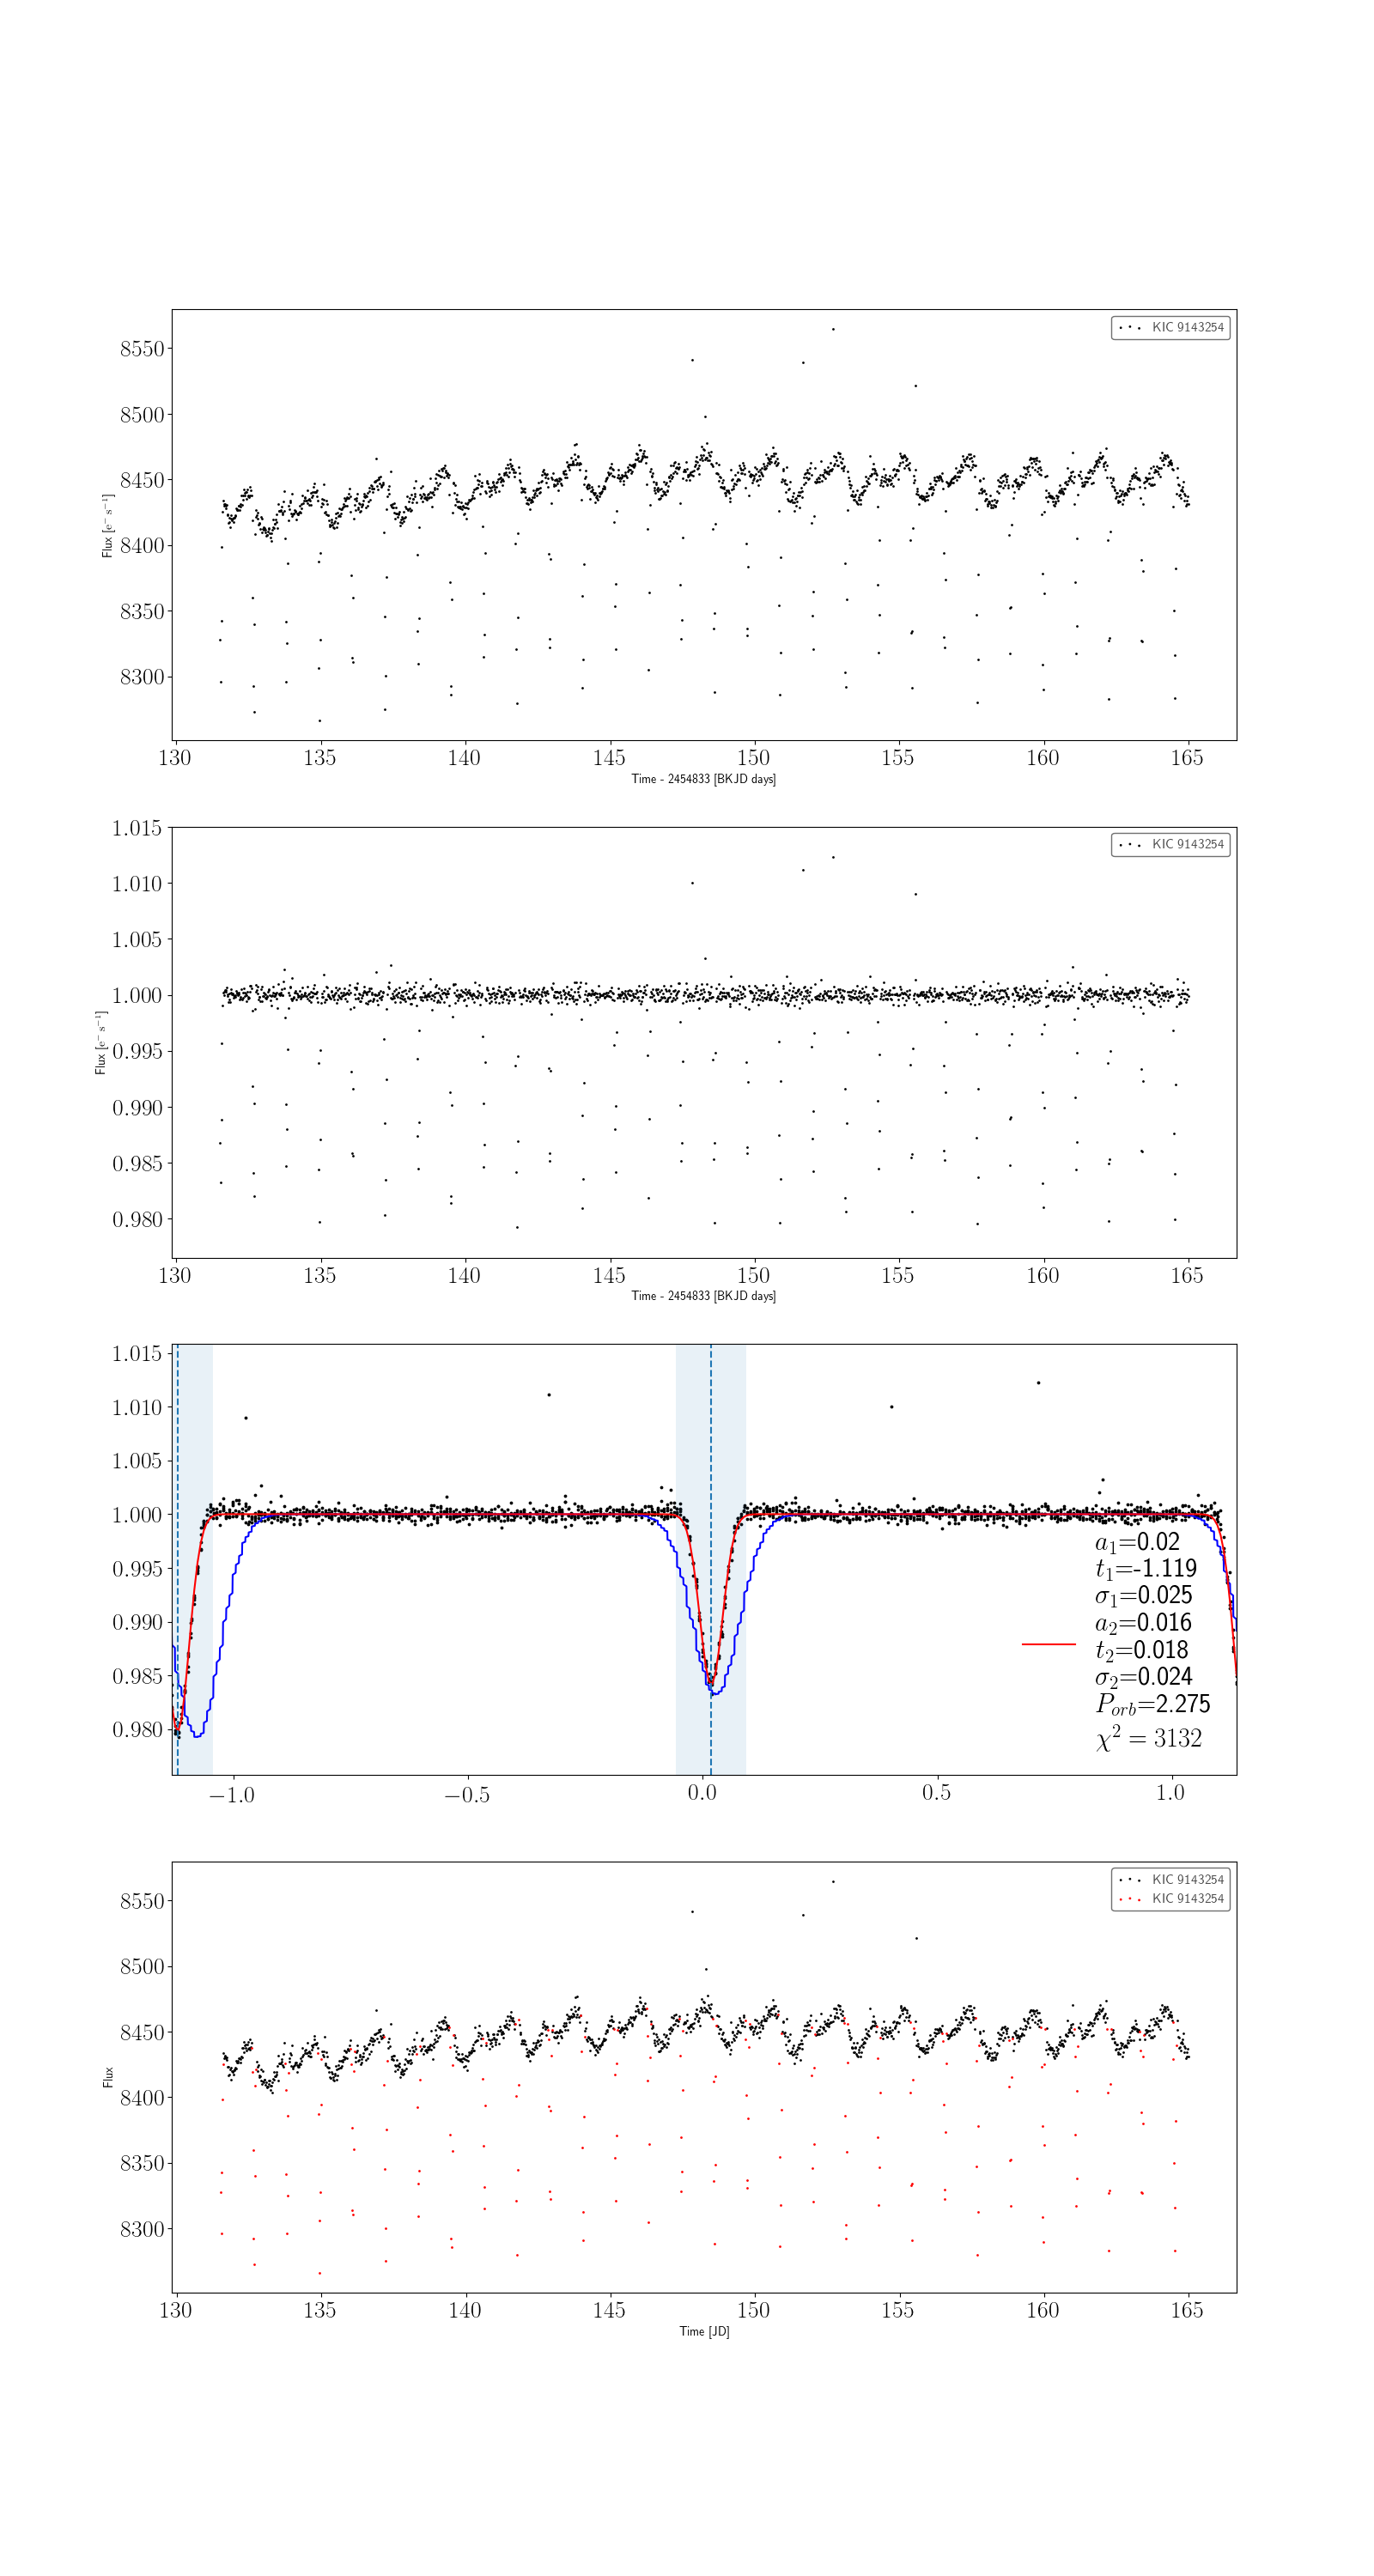 KIC 9143254
8550
8500
8450
8400
8350
8300
Flux [e⁻ s⁻¹]
130 135 140 145 150 155 160 165
Time - 2454833 [BKJD days]
KIC 9143254
1.015
1.010
1.005
1.000
0.995
0.990
0.985
0.980
Flux [e⁻ s⁻¹]
130 135 140 145 150 155 160 165
Time - 2454833 [BKJD days]
1.015
1.010
1.005
1.000
0.995
0.990
0.985
0.980
a₁=0.02
t₁=-1.119
σ₁=0.025
a₂=0.016
t₂=0.018
σ₂=0.024
P_orb=2.275
χ² = 3132
−1.0 −0.5 0.0 0.5 1.0
KIC 9143254
KIC 9143254
8550
8500
8450
8400
8350
8300
Flux
130 135 140 145 150 155 160 165
Time [JD]